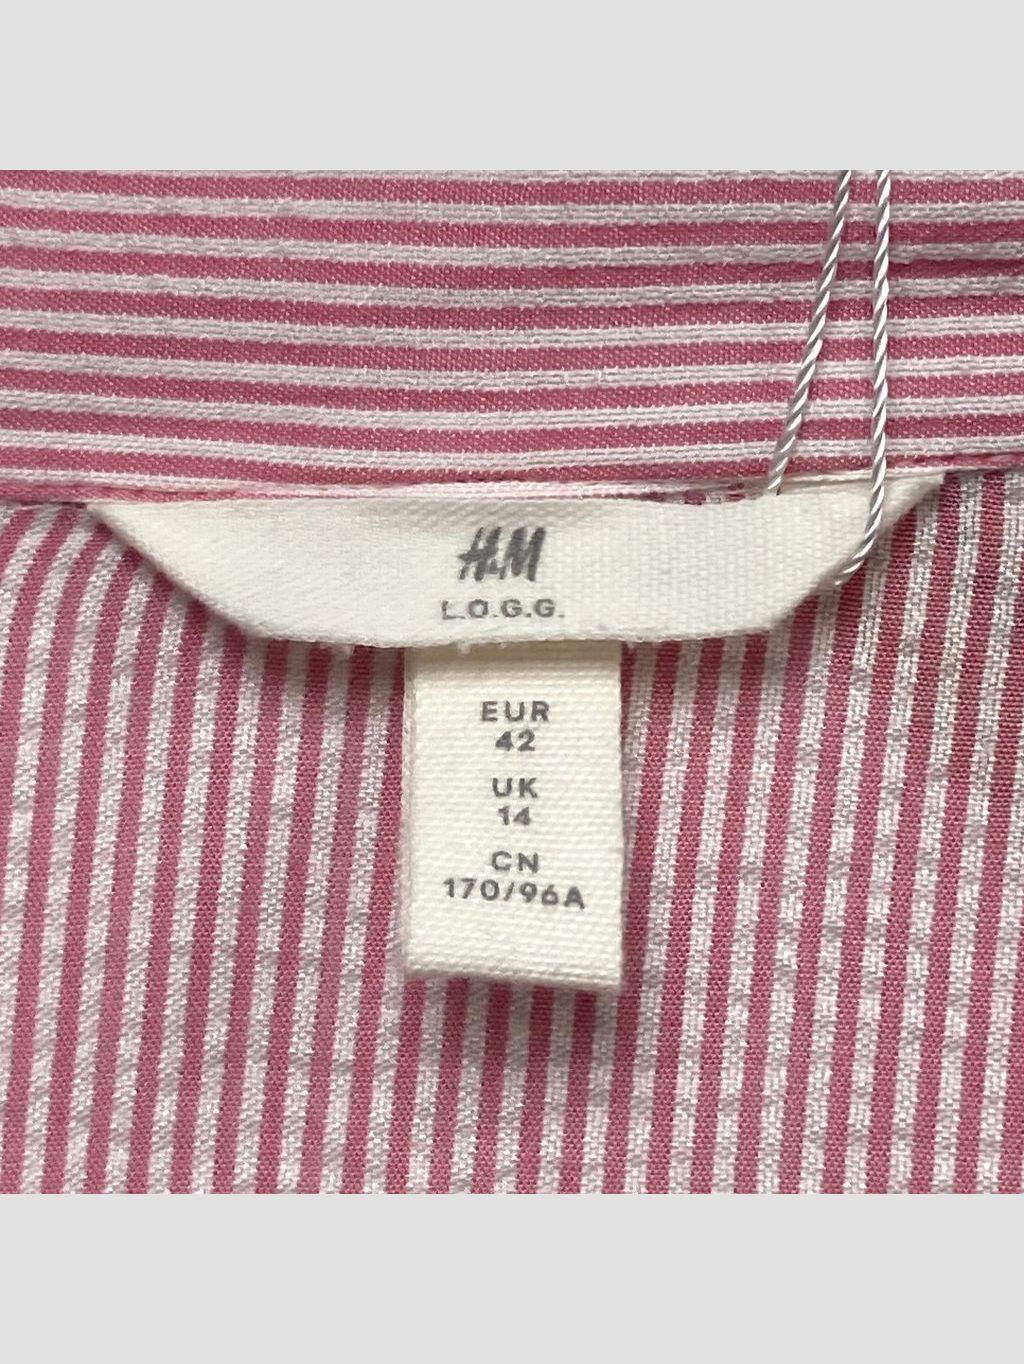 H&M
L.O.G.G.
EUR
42
UK
14
CN
170/96A